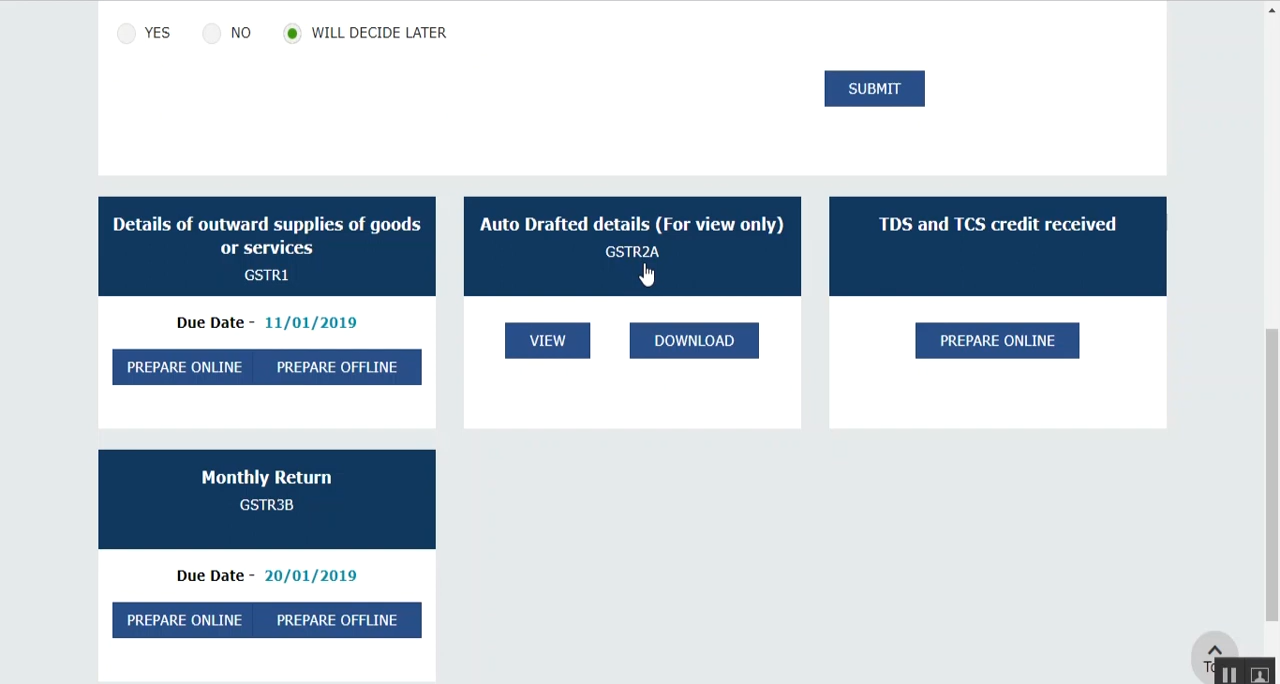 YES NO WILL DECIDE LATER
SUBMIT
Details of outward supplies of goods
or services
GSTR1
Due Date - 11/01/2019
PREPARE ONLINE PREPARE OFFLINE
Auto Drafted details (For view only)
GSTR2A
VIEW DOWNLOAD
TDS and TCS credit received
PREPARE ONLINE
Monthly Return
GSTR3B
Due Date - 20/01/2019
PREPARE ONLINE PREPARE OFFLINE